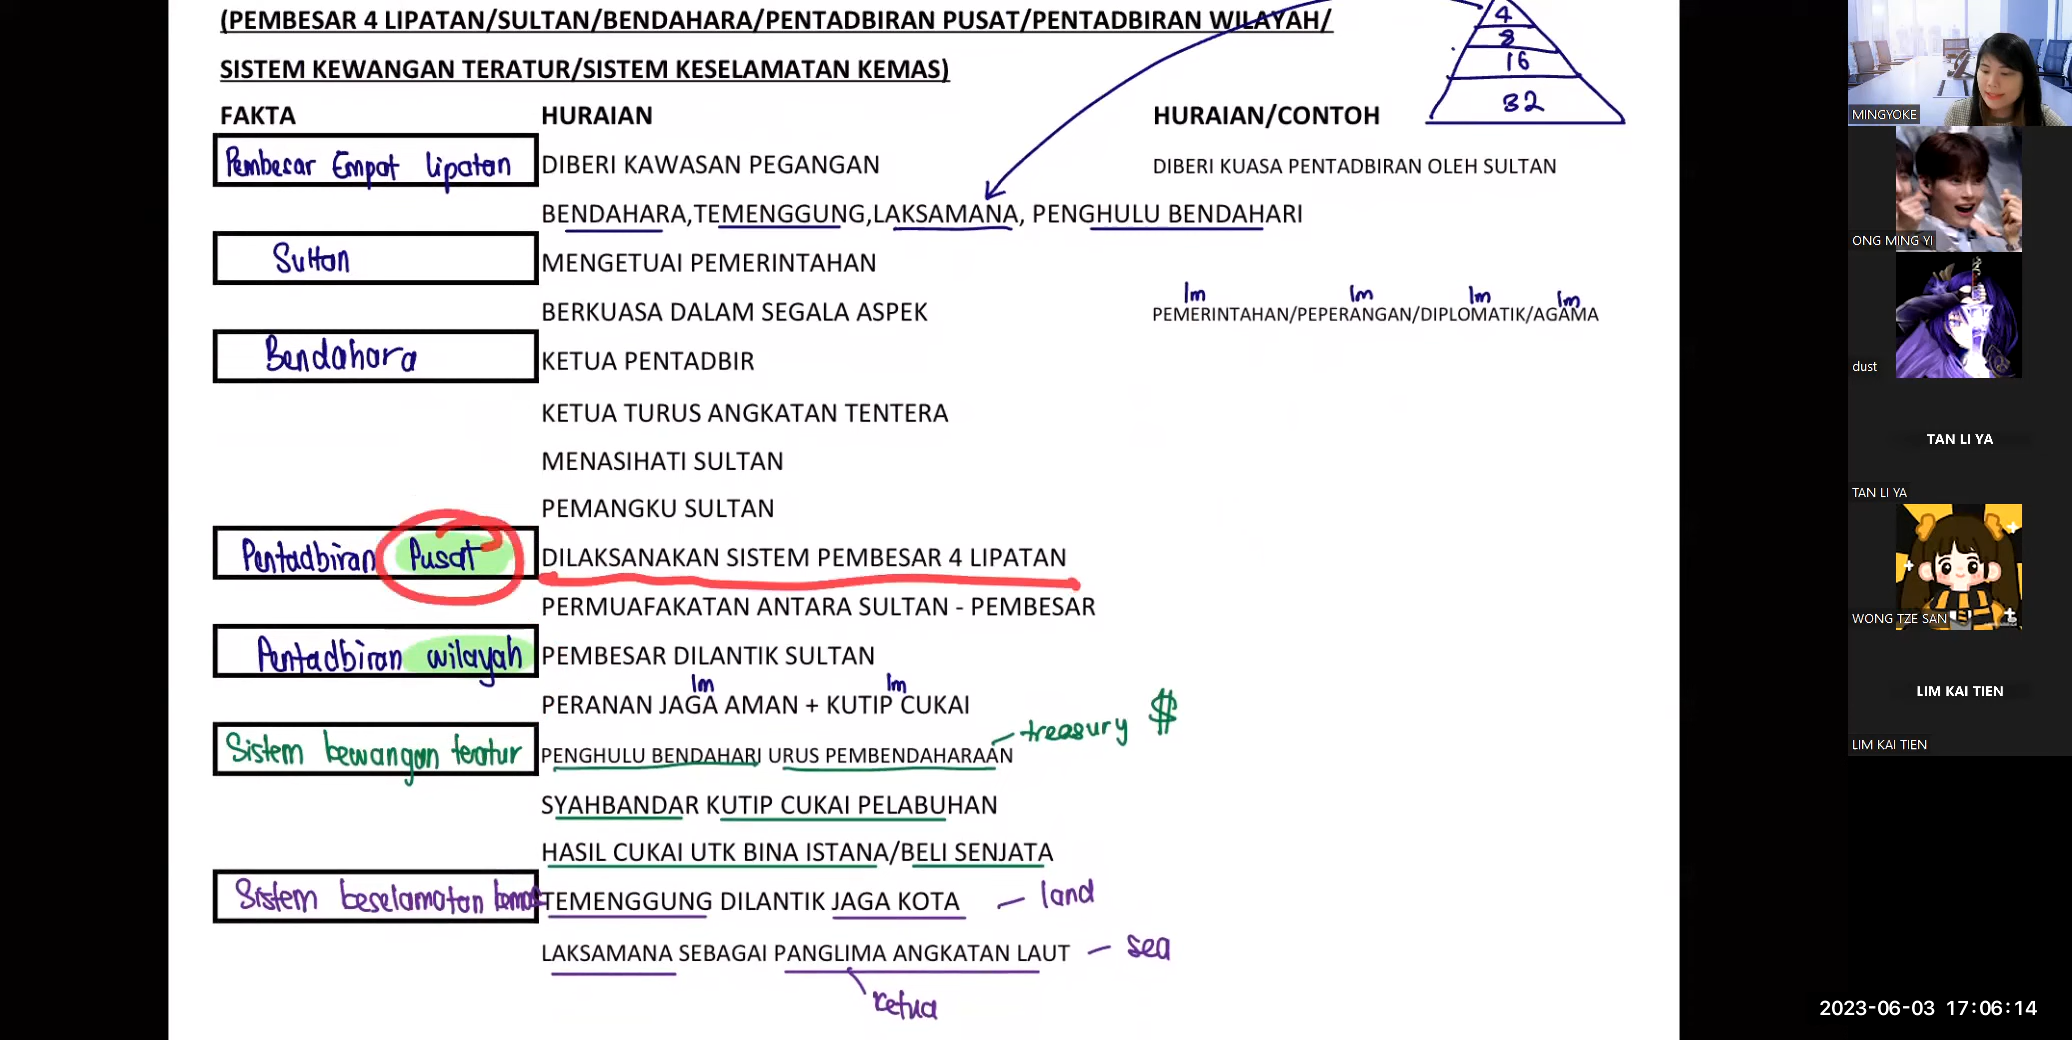 (PEMBESAR 4 LIPATAN/SULTAN/BENDAHARA/PENTADBIRAN PUSAT/PENTADBIRAN WILAYAH/
SISTEM KEWANGAN TERATUR/SISTEM KESELAMATAN KEMAS)
4
8
16
32
FAKTA HURAIAN HURAIAN/CONTOH
Pembesar Empat lipatan DIBERI KAWASAN PEGANGAN DIBERI KUASA PENTADBIRAN OLEH SULTAN
BENDAHARA,TEMENGGUNG,LAKSAMANA, PENGHULU BENDAHARI
Sultan MENGETUAI PEMERINTAHAN
1m 1m 1m 1m
BERKUASA DALAM SEGALA ASPEK PEMERINTAHAN/PEPERANGAN/DIPLOMATIK/AGAMA
Bendahara KETUA PENTADBIR
KETUA TURUS ANGKATAN TENTERA
MENASIHATI SULTAN
PEMANGKU SULTAN
Pentadbiran Pusat DILAKSANAKAN SISTEM PEMBESAR 4 LIPATAN
PERMUAFAKATAN ANTARA SULTAN - PEMBESAR
Pentadbiran wilayah PEMBESAR DILANTIK SULTAN
1m 1m
PERANAN JAGA AMAN + KUTIP CUKAI
treasury $
Sistem kewangan teratur PENGHULU BENDAHARI URUS PEMBENDAHARAAN
SYAHBANDAR KUTIP CUKAI PELABUHAN
HASIL CUKAI UTK BINA ISTANA/BELI SENJATA
Sistem keselamatan kemas TEMENGGUNG DILANTIK JAGA KOTA - land
LAKSAMANA SEBAGAI PANGLIMA ANGKATAN LAUT - sea
ketua
MINGYOKE
ONG MING YI
dust
TAN LI YA
TAN LI YA
WONG TZE SAN
LIM KAI TIEN
LIM KAI TIEN
2023-06-03 17:06:14